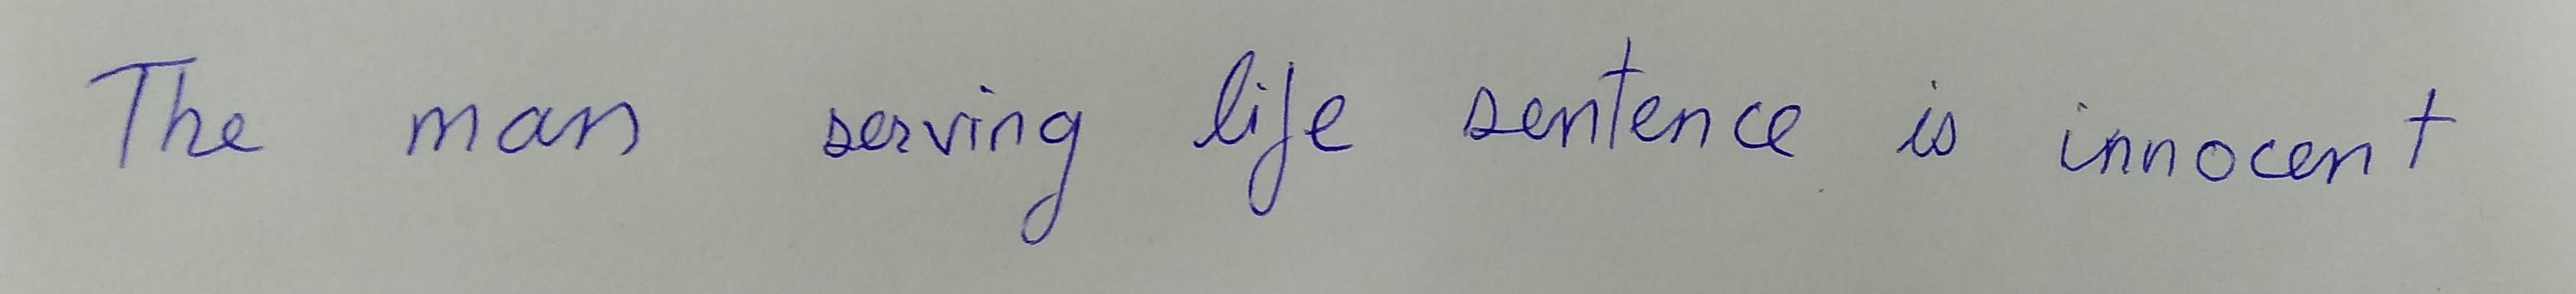 The man serving life sentence is innocent